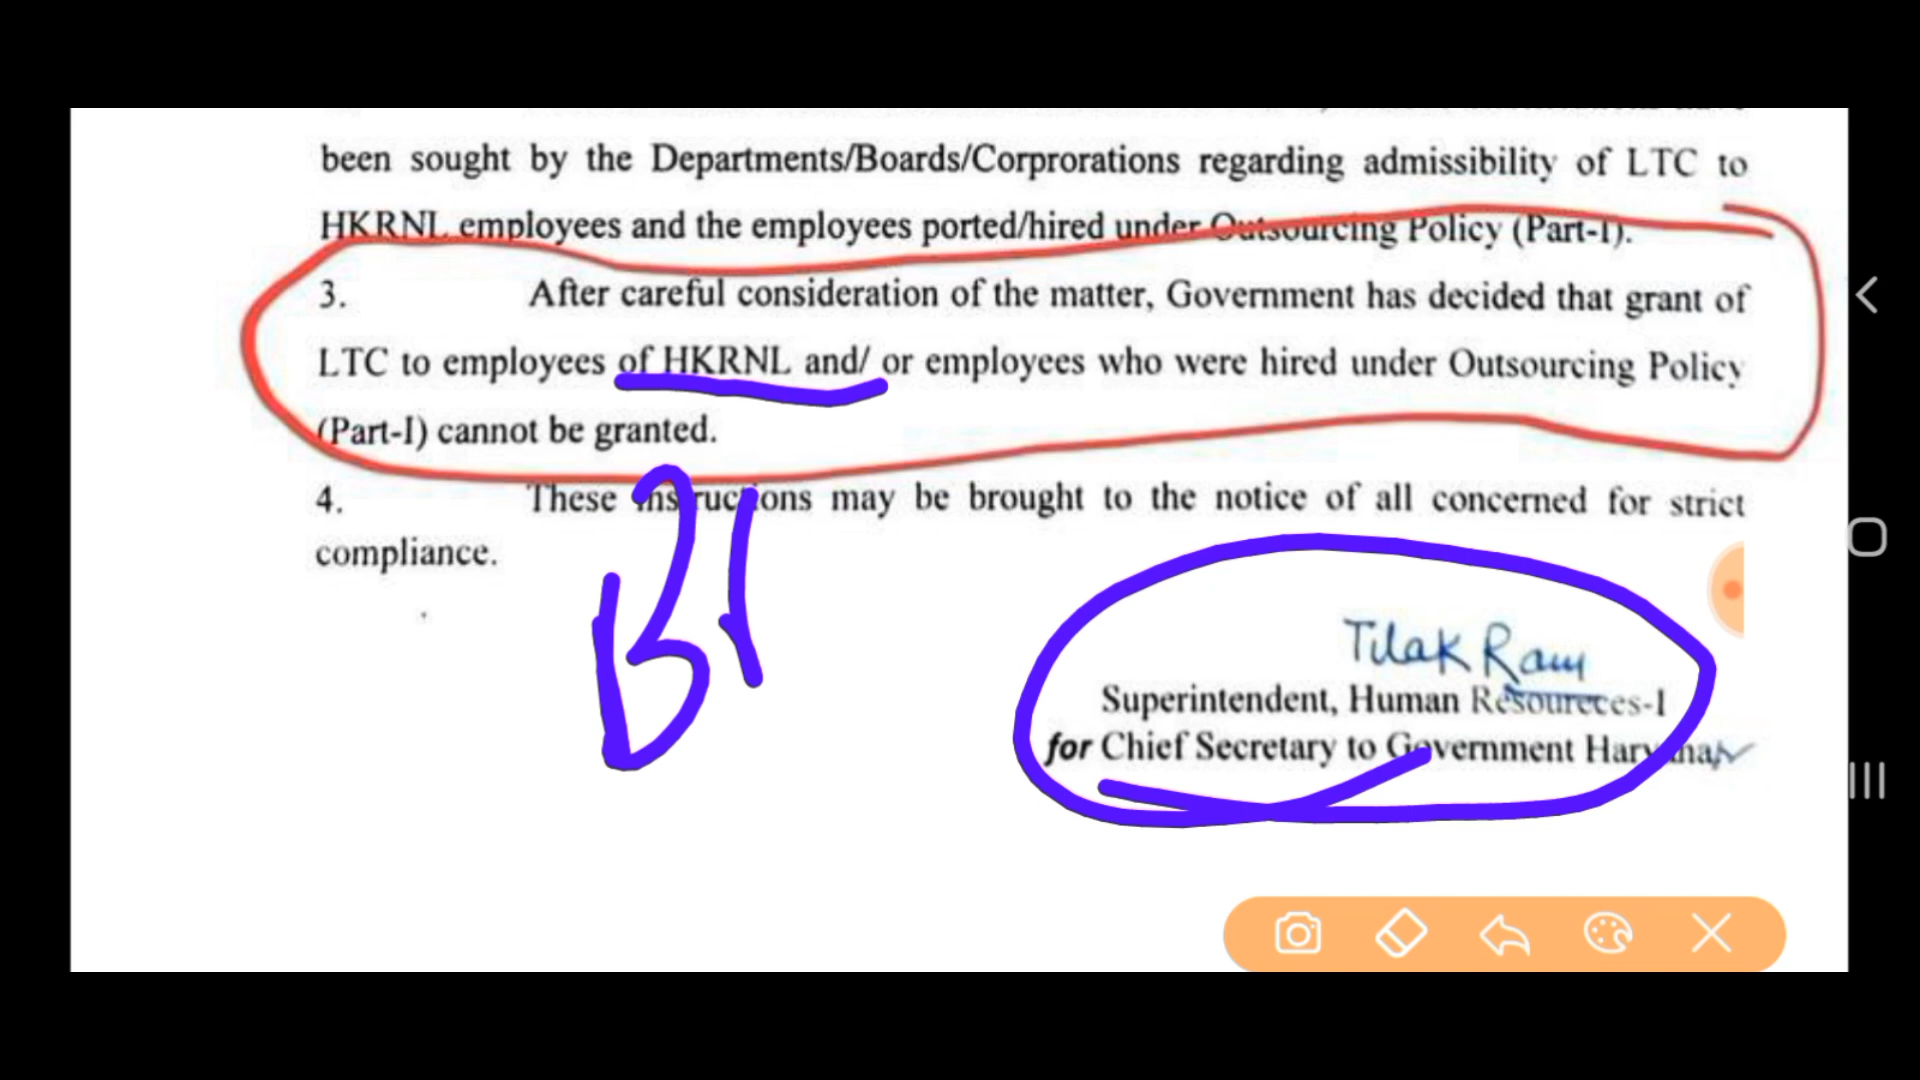 been sought by the Departments/Boards/Corprorations regarding admissibility of LTC to
HKRNL employees and the employees ported/hired under Outsourcing Policy (Part-I).
3. After careful consideration of the matter, Government has decided that grant of
LTC to employees of HKRNL and/ or employees who were hired under Outsourcing Policy
(Part-I) cannot be granted.
4. These instructions may be brought to the notice of all concerned for strict
compliance.
Tilak Ram
Superintendent, Human Resoureces-I
for Chief Secretary to Government Haryana